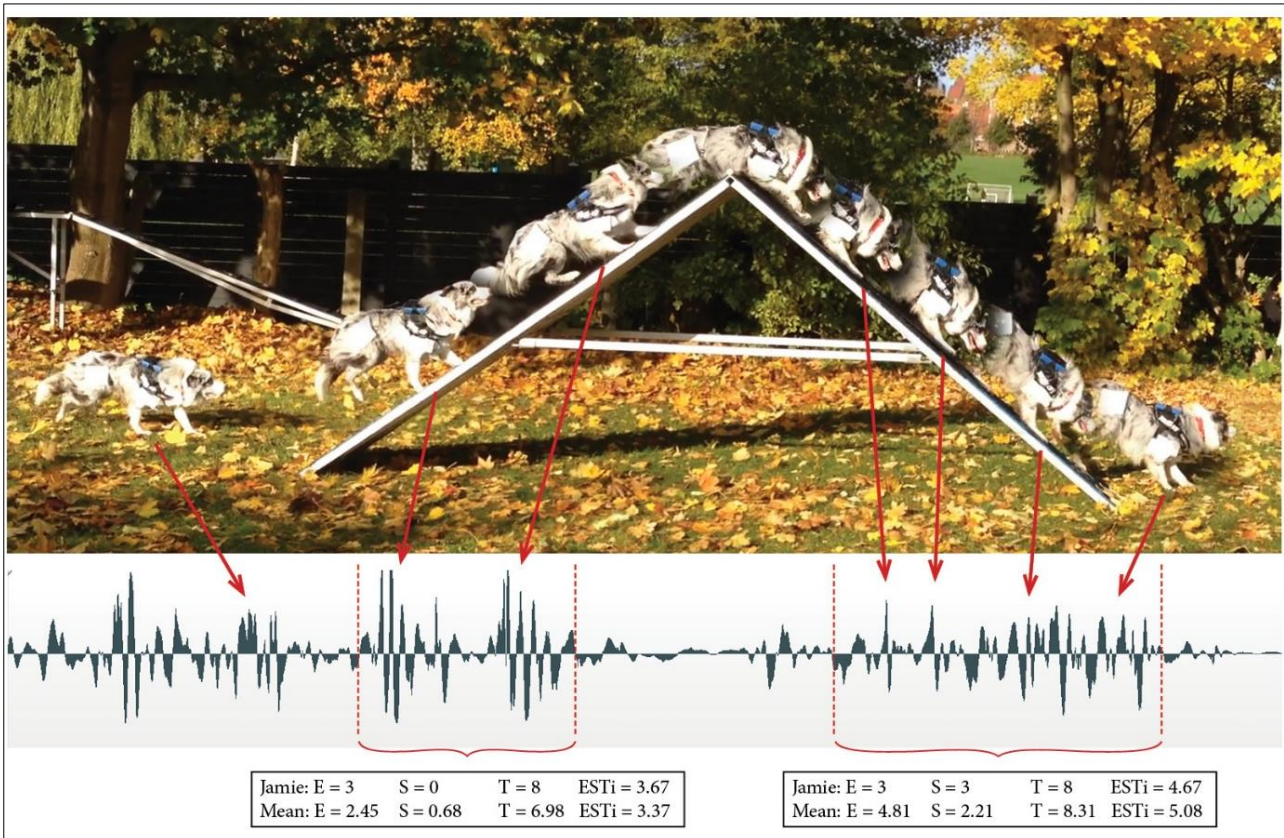 Jamie: E = 3 S = 0 T = 8 ESTi = 3.67
Mean: E = 2.45 S = 0.68 T = 6.98 ESTi = 3.37
Jamie: E = 3 S = 3 T = 8 ESTi = 4.67
Mean: E = 4.81 S = 2.21 T = 8.31 ESTi = 5.08